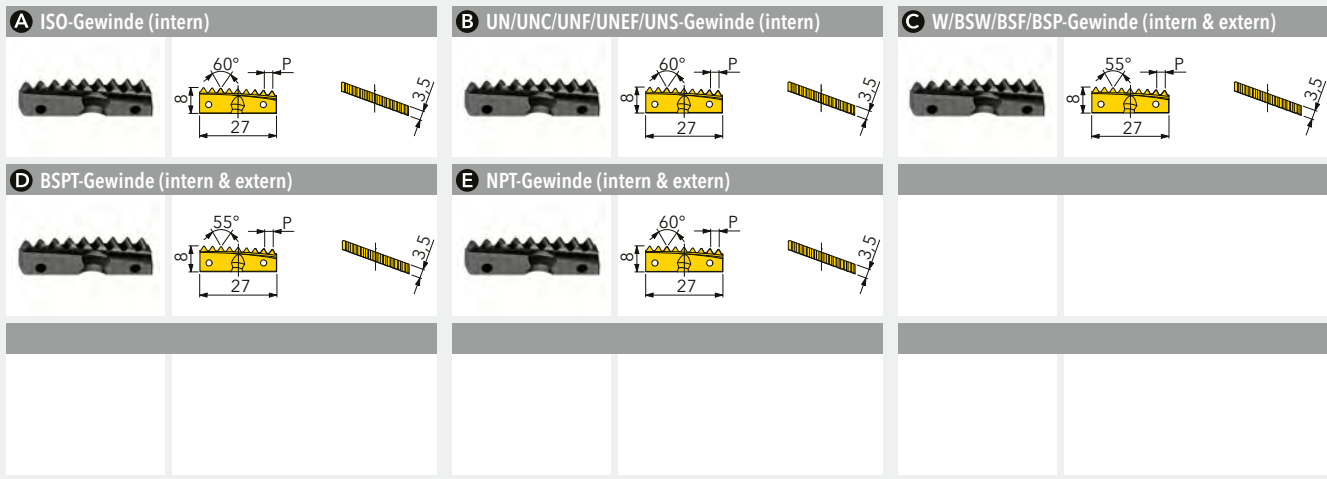 A ISO-Gewinde (intern)
60°
P
8
27
3,5
B UN/UNC/UNF/UNEF/UNS-Gewinde (intern)
60°
P
8
27
3,5
C W/BSW/BSF/BSP-Gewinde (intern & extern)
55°
P
8
27
3,5
D BSPT-Gewinde (intern & extern)
55°
P
8
27
3,5
E NPT-Gewinde (intern & extern)
60°
P
8
27
3,5